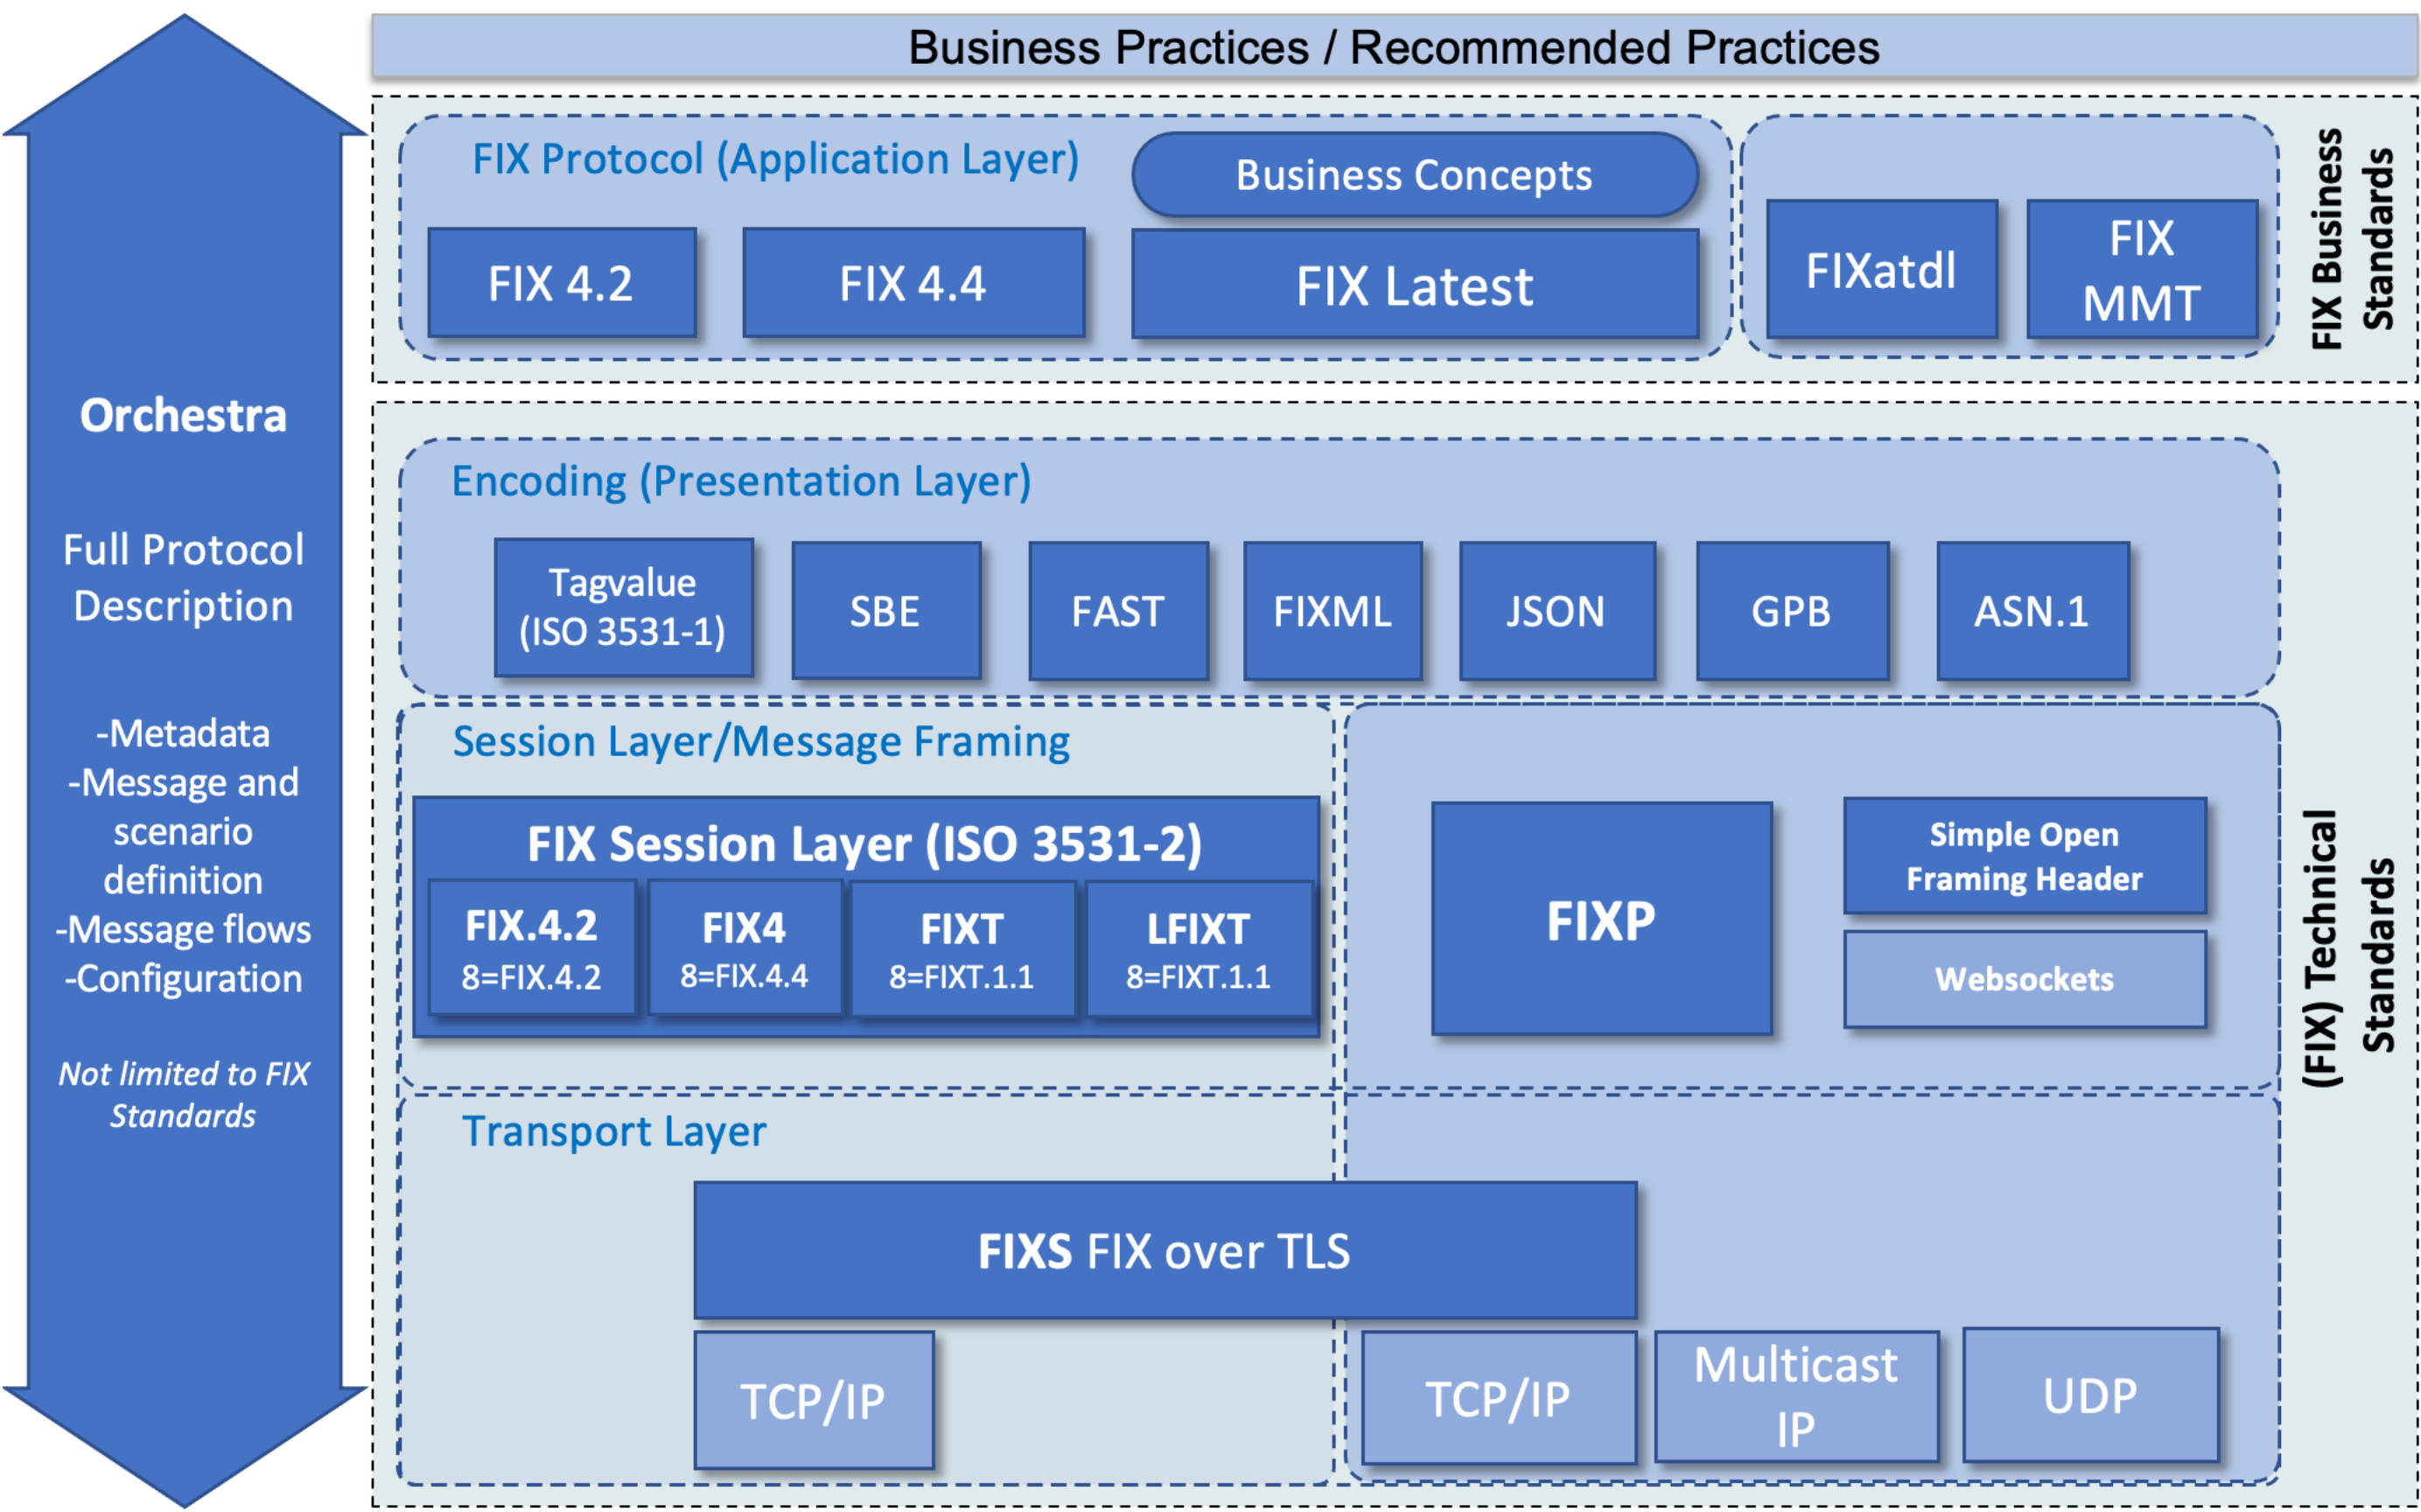 Business Practices / Recommended Practices
Orchestra
Full Protocol
Description
-Metadata
-Message and
scenario
definition
-Message flows
-Configuration
Not limited to FIX
Standards
FIX Protocol (Application Layer)
Business Concepts
FIX 4.2
FIX 4.4
FIX Latest
FIXatdl
FIX
MMT
FIX Business
Standards
Encoding (Presentation Layer)
Tagvalue
(ISO 3531-1)
SBE
FAST
FIXML
JSON
GPB
ASN.1
Session Layer/Message Framing
FIX Session Layer (ISO 3531-2)
FIX.4.2
8=FIX.4.2
FIX4
8=FIX.4.4
FIXT
8=FIXT.1.1
LFIXT
8=FIXT.1.1
FIXP
Simple Open
Framing Header
Websockets
(FIX) Technical
Standards
Transport Layer
FIXS FIX over TLS
TCP/IP
TCP/IP
Multicast
IP
UDP